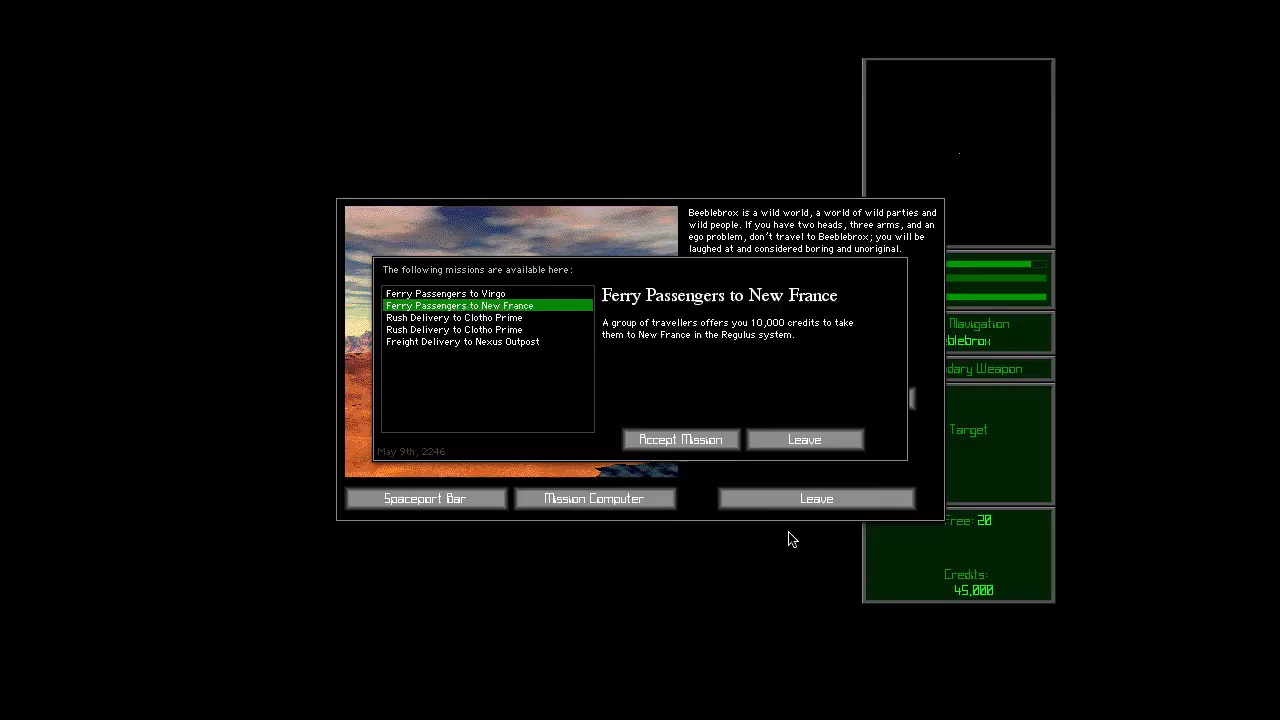 Beeblebrox is a wild world, a world of wild parties and
wild people. If you have two heads, three arms, and an
ego problem, don't travel to Beeblebrox; you will be
laughed at and considered boring and unoriginal.
The following missions are available here:
Ferry Passengers to Virgo
Ferry Passengers to New France
Rush Delivery to Clotho Prime
Rush Delivery to Clotho Prime
Freight Delivery to Nexus Outpost
Ferry Passengers to New France
A group of travellers offers you 10,000 credits to take
them to New France in the Regulus system.
Accept Mission
Leave
May 9th, 2246
Spaceport Bar
Mission Computer
Leave
Navigation
eblebrox
dary Weapon
Target
Free: 20
Credits:
45,000